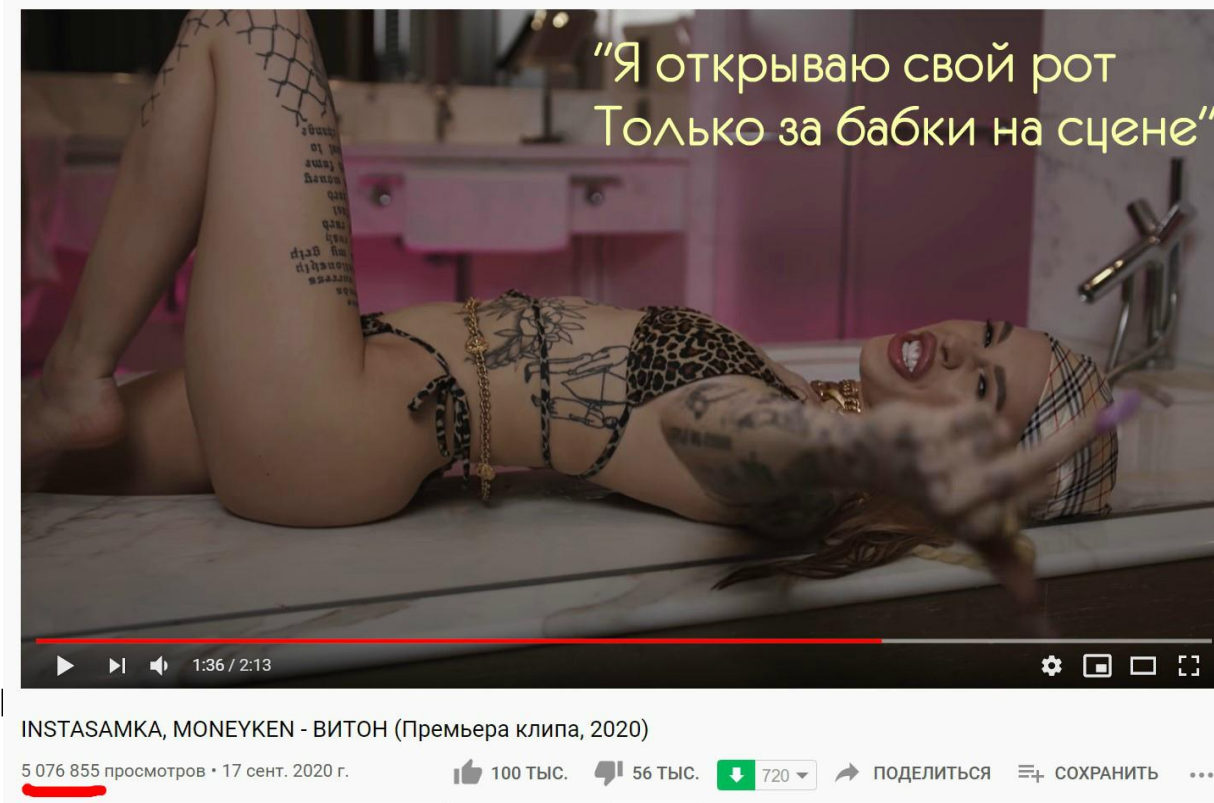 "Я открываю свой рот
Только за бабки на сцене"
1:36 / 2:13
INSTASAMKA, MONEYKEN - ВИТОН (Премьера клипа, 2020)
5 076 855 просмотров • 17 сент. 2020 г.
100 ТЫС.
56 ТЫС.
720
ПОДЕЛИТЬСЯ
СОХРАНИТЬ